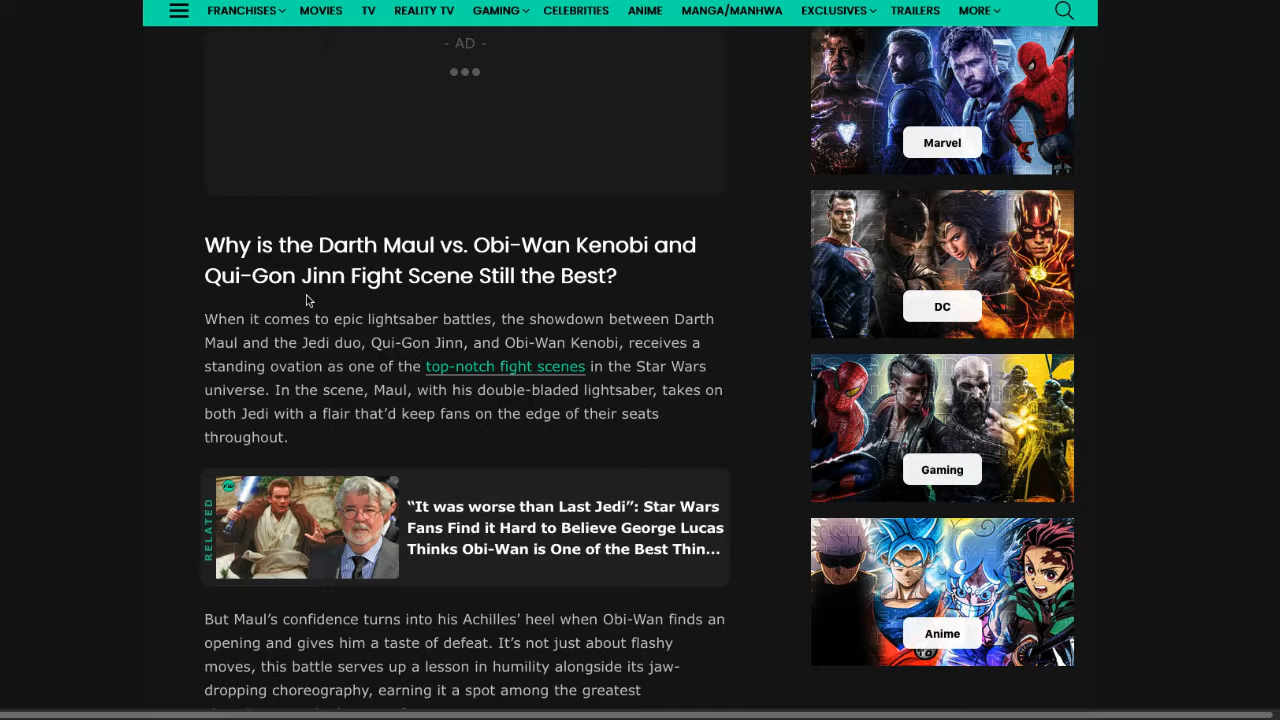 FRANCHISES
MOVIES
TV
REALITY TV
GAMING
CELEBRITIES
ANIME
MANGA/MANHWA
EXCLUSIVES
TRAILERS
MORE
- AD -
Why is the Darth Maul vs. Obi-Wan Kenobi and
Qui-Gon Jinn Fight Scene Still the Best?
When it comes to epic lightsaber battles, the showdown between Darth
Maul and the Jedi duo, Qui-Gon Jinn, and Obi-Wan Kenobi, receives a
standing ovation as one of the top-notch fight scenes in the Star Wars
universe. In the scene, Maul, with his double-bladed lightsaber, takes on
both Jedi with a flair that’d keep fans on the edge of their seats
throughout.
RELATED
“It was worse than Last Jedi”: Star Wars
Fans Find it Hard to Believe George Lucas
Thinks Obi-Wan is One of the Best Thin...
But Maul’s confidence turns into his Achilles’ heel when Obi-Wan finds an
opening and gives him a taste of defeat. It’s not just about flashy
moves, this battle serves up a lesson in humility alongside its jaw-
dropping choreography, earning it a spot among the greatest
Marvel
DC
Gaming
Anime